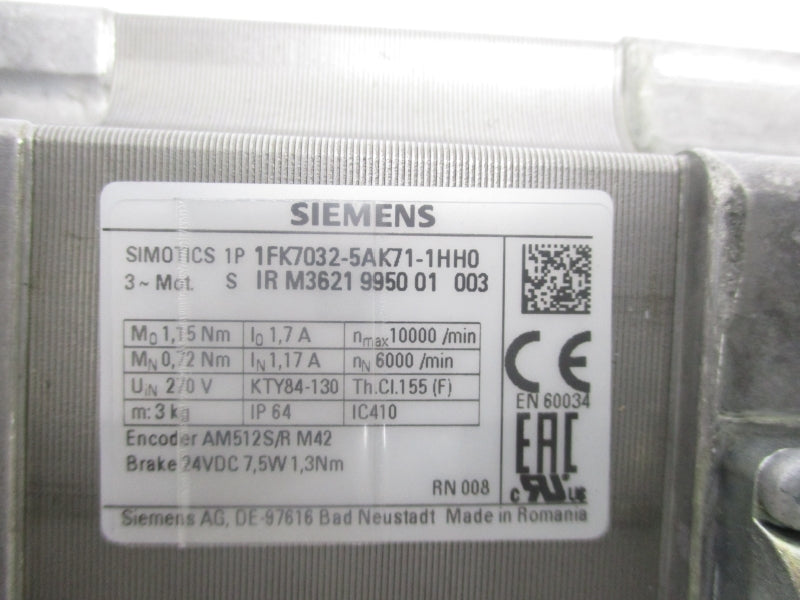 SIEMENS
SIMOTICS 1P 1FK7032-5AK71-1HH0
3 ~ Mot. S IR M3621 9950 01 003
M0 1,15 Nm I0 1,7 A nmax10000 /min
MN 0,72 Nm IN 1,17 A nN 6000 /min
UiN 270 V KTY84-130 Th.Cl.155 (F)
m: 3 kg IP 64 IC410
CE
EN 60034
Encoder AM512S/R M42
Brake 24VDC 7,5W 1,3Nm
EAC
RN 008
c RU US
Siemens AG, DE-97616 Bad Neustadt Made in Romania